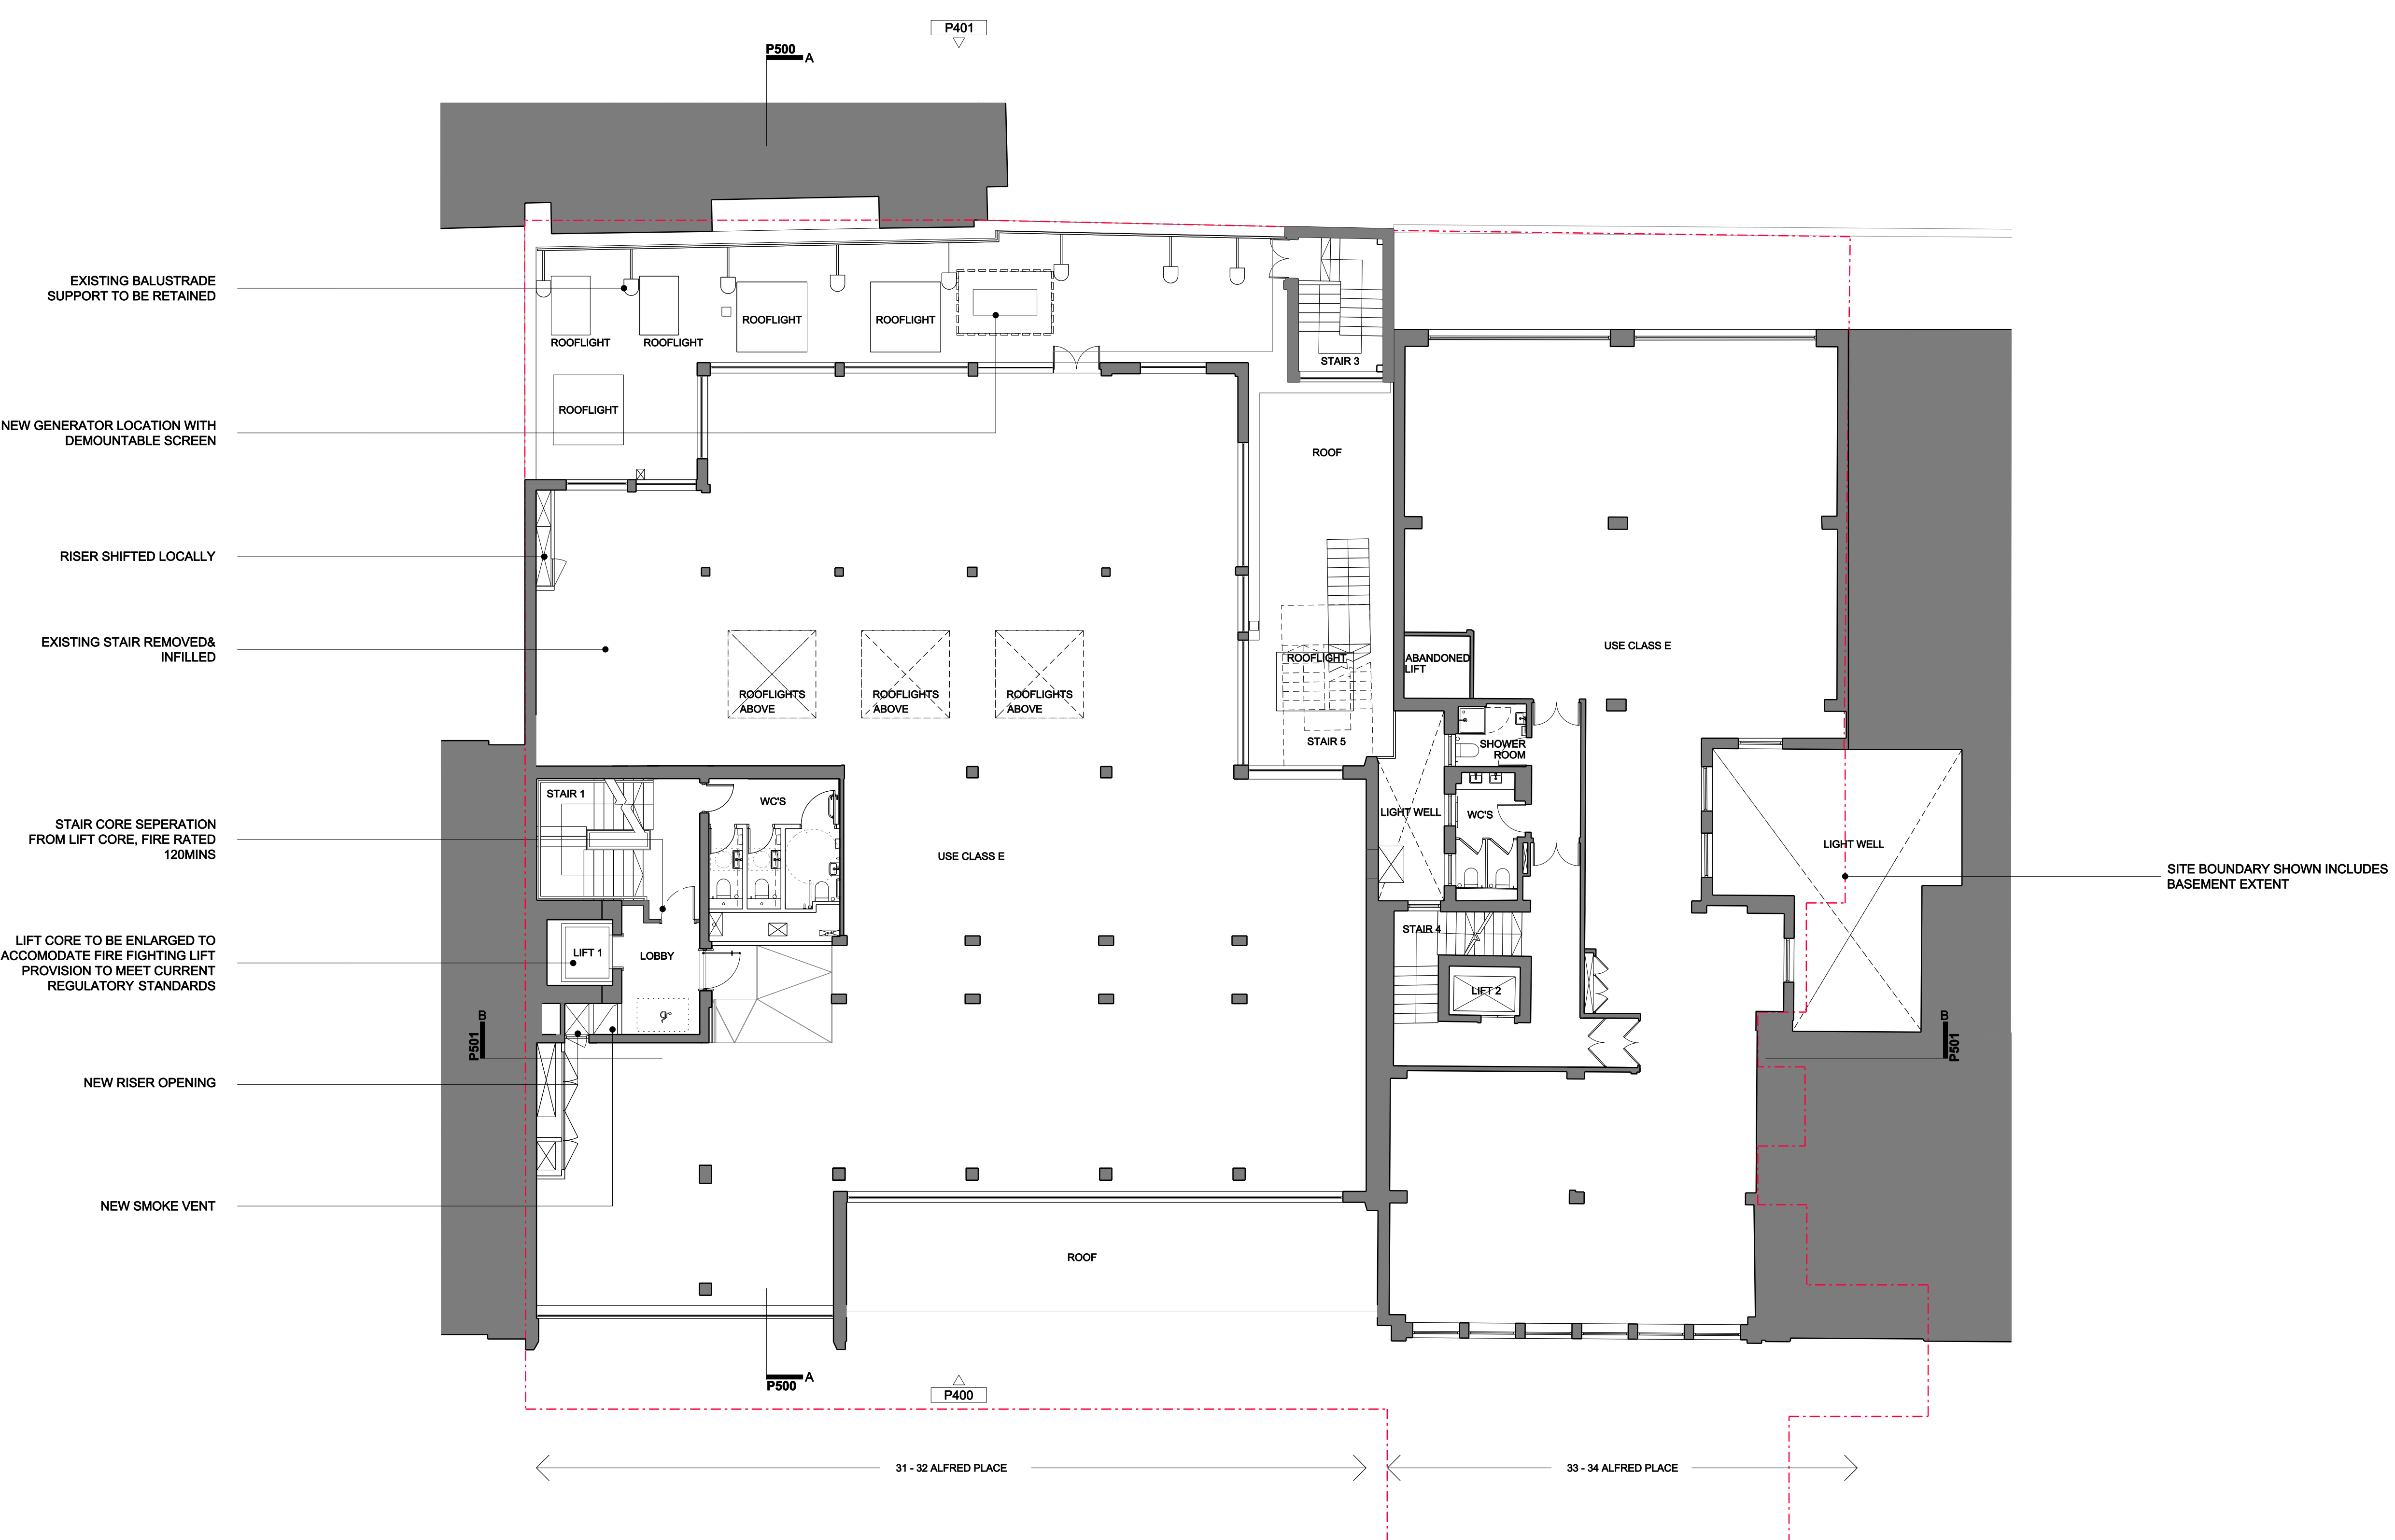 P401
P500
A
EXISTING BALUSTRADE
SUPPORT TO BE RETAINED
ROOFLIGHT
ROOFLIGHT
ROOFLIGHT
ROOFLIGHT
STAIR 3
ROOFLIGHT
NEW GENERATOR LOCATION WITH
DEMOUNTABLE SCREEN
ROOF
RISER SHIFTED LOCALLY
EXISTING STAIR REMOVED&
INFILLED
USE CLASS E
ROOFLIGHT
ABANDONED
LIFT
ROOFLIGHTS
ABOVE
ROOFLIGHTS
ABOVE
ROOFLIGHTS
ABOVE
STAIR 5
SHOWER
ROOM
STAIR 1
WC'S
LIGHT WELL
WC'S
STAIR CORE SEPERATION
FROM LIFT CORE, FIRE RATED
120MINS
USE CLASS E
LIGHT WELL
SITE BOUNDARY SHOWN INCLUDES
BASEMENT EXTENT
STAIR 4
LIFT CORE TO BE ENLARGED TO
ACCOMODATE FIRE FIGHTING LIFT
PROVISION TO MEET CURRENT
REGULATORY STANDARDS
LIFT 1
LOBBY
LIFT 2
B
P501
B
P501
NEW RISER OPENING
NEW SMOKE VENT
ROOF
A
P500
P400
31 - 32 ALFRED PLACE
33 - 34 ALFRED PLACE